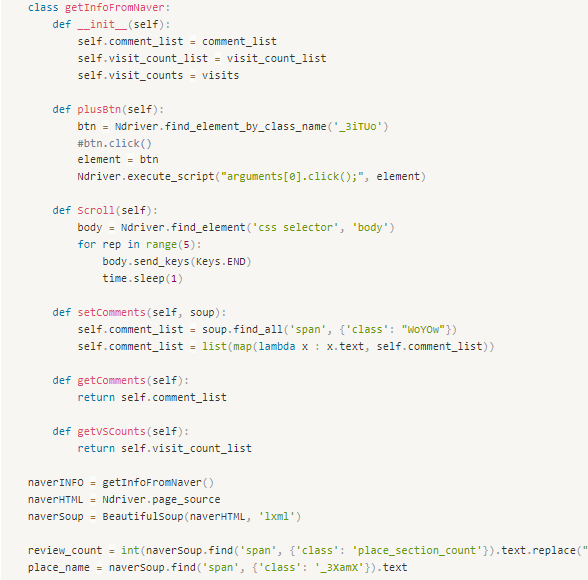 class getInfoFromNaver:
    def __init__(self):
        self.comment_list = comment_list
        self.visit_count_list = visit_count_list
        self.visit_counts = visits

    def plusBtn(self):
        btn = Ndriver.find_element_by_class_name('_3iTUo')
        #btn.click()
        element = btn
        Ndriver.execute_script("arguments[0].click();", element)

    def Scroll(self):
        body = Ndriver.find_element('css selector', 'body')
        for rep in range(5):
            body.send_keys(Keys.END)
            time.sleep(1)

    def setComments(self, soup):
        self.comment_list = soup.find_all('span', {'class': "WoYOw"})
        self.comment_list = list(map(lambda x : x.text, self.comment_list))

    def getComments(self):
        return self.comment_list

    def getVSCounts(self):
        return self.visit_count_list

naverINFO = getInfoFromNaver()
naverHTML = Ndriver.page_source
naverSoup = BeautifulSoup(naverHTML, 'lxml')

review_count = int(naverSoup.find('span', {'class': 'place_section_count'}).text.replace("
place_name = naverSoup.find('span', {'class': '_3XamX'}).text